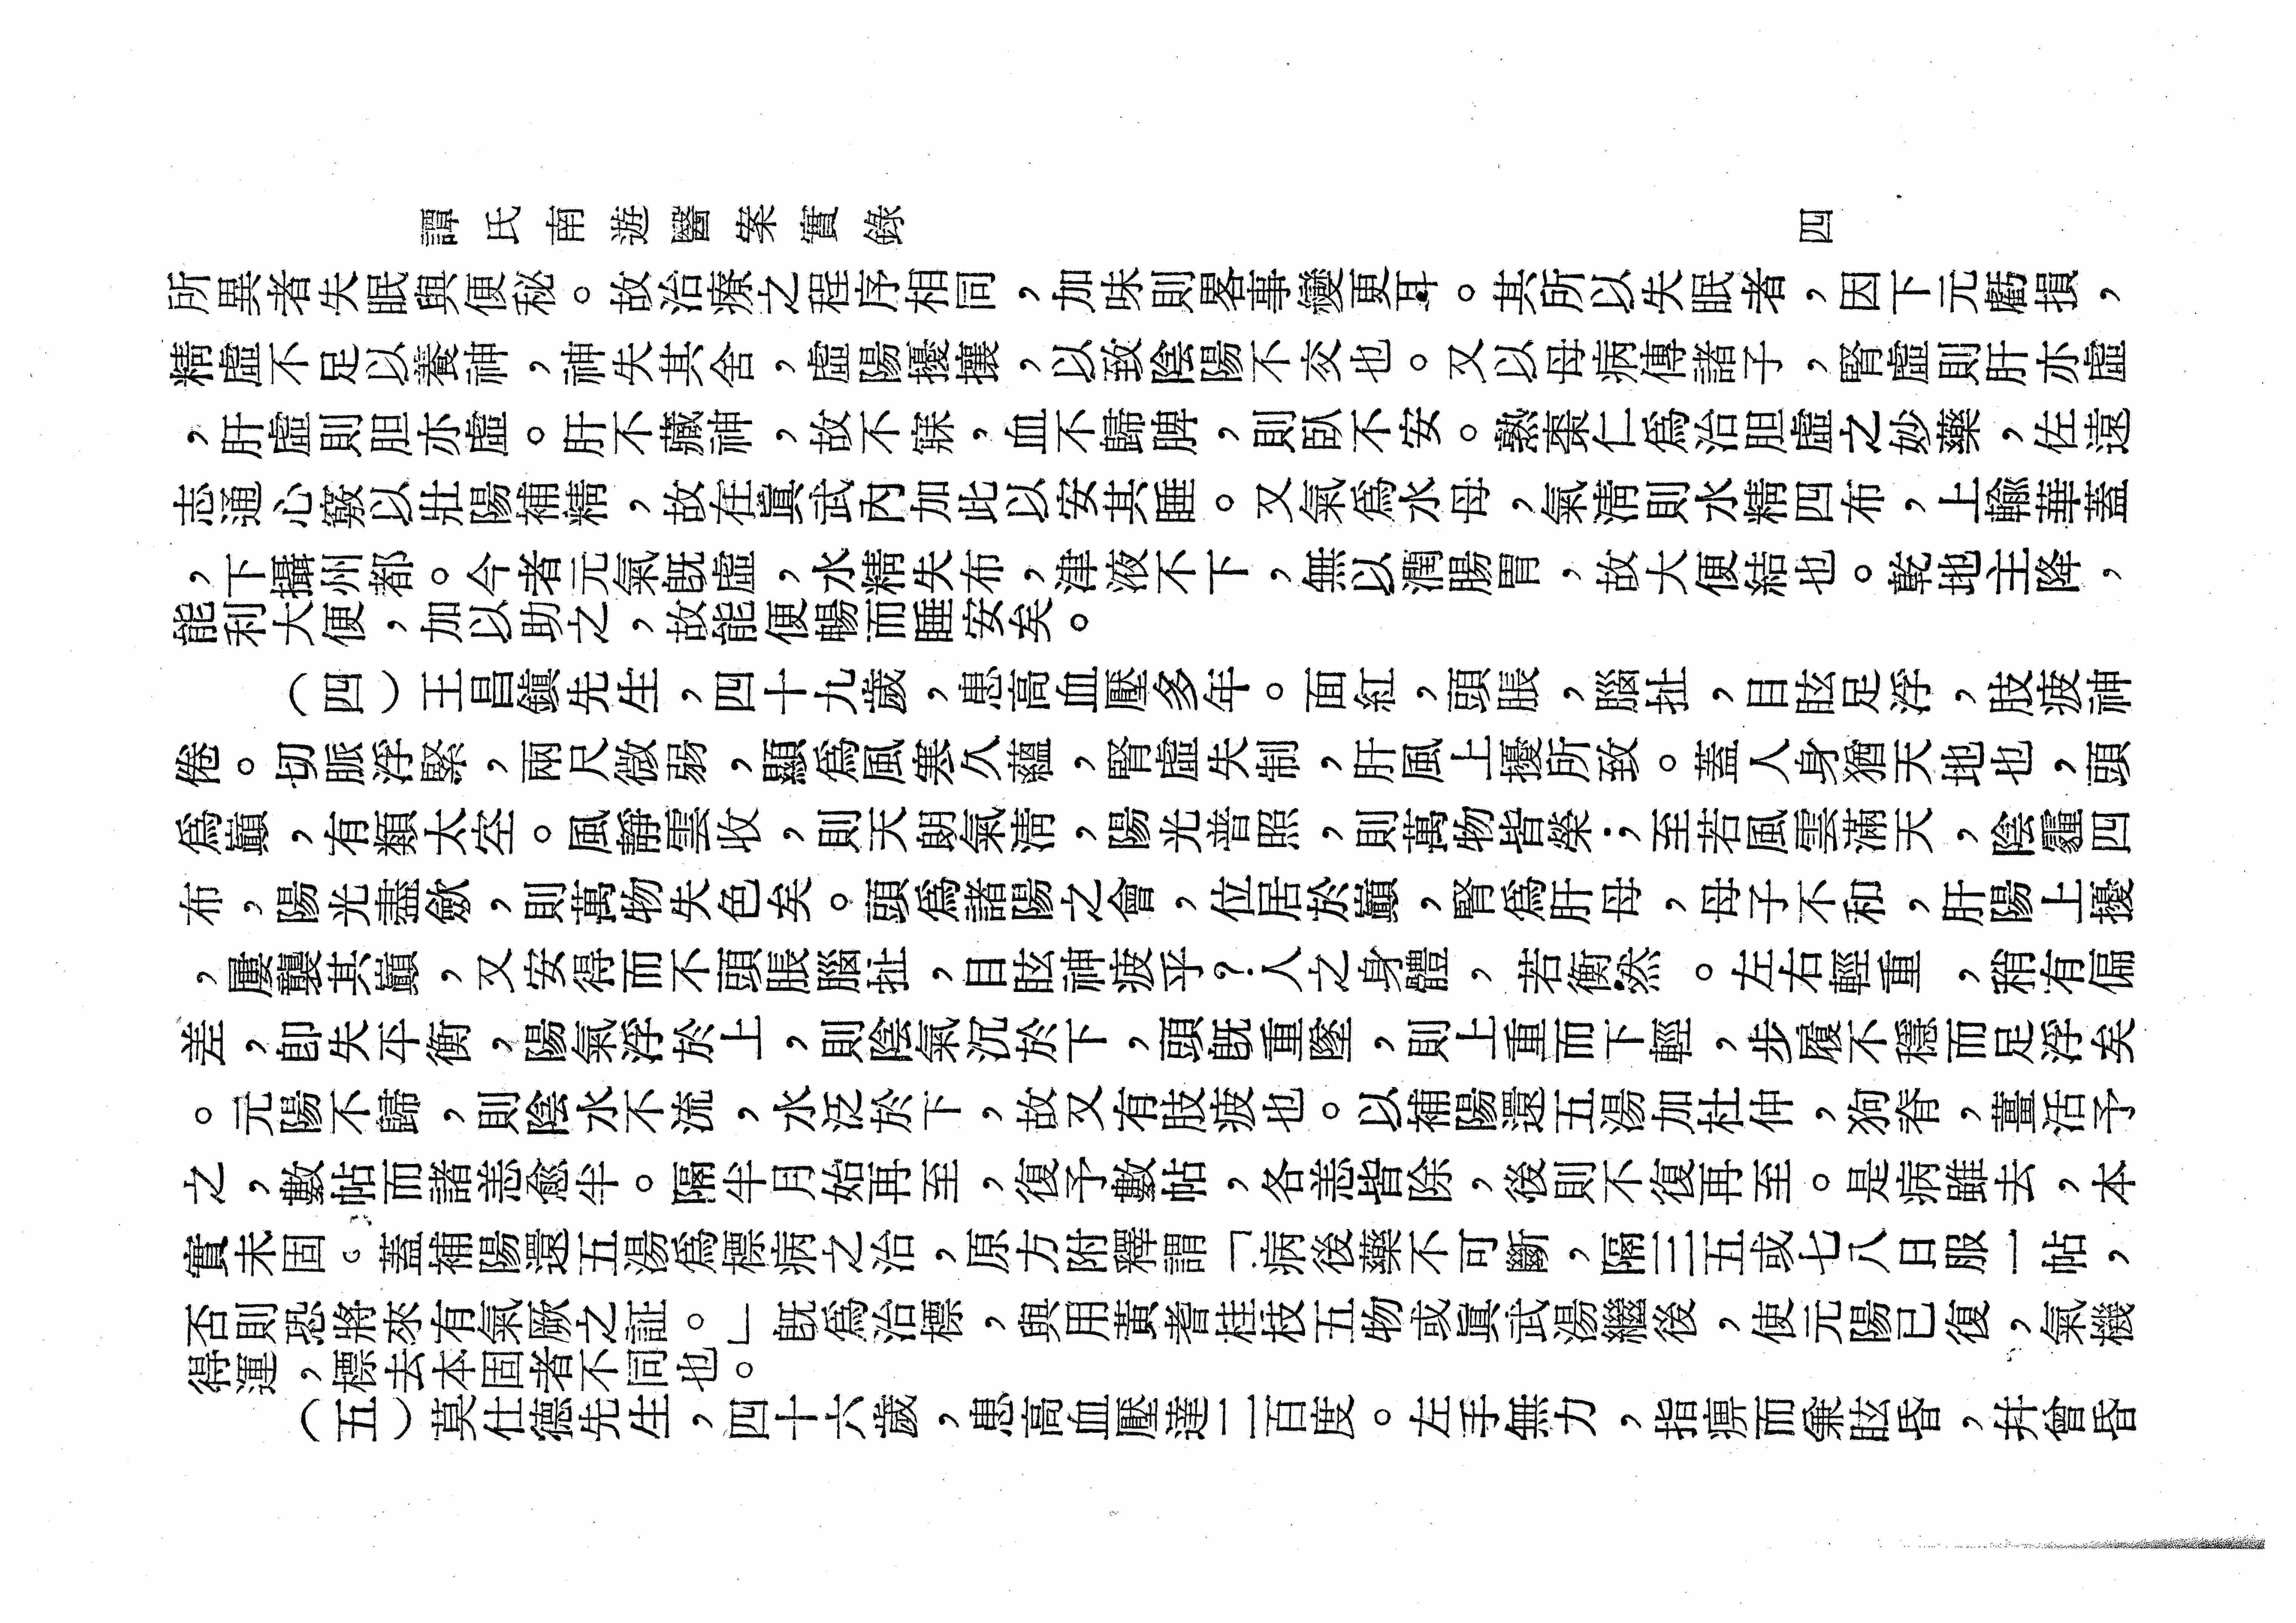 譚氏南遊醫案實錄
四
所異者失眠與便秘。故治療之程序相同，加味則畧事變更耳。其所以失眠者，因下元虧損，
精虛不足以養神，神失其舍，虛陽擾攘，以致陰陽不交也。又以母病傳諸子，腎虛則肝亦虛
，肝虛則胆亦虛。肝不藏神，故不寐，血不歸脾，則臥不安。熟棗仁爲治胆虛之妙藥，佐遠
志通心竅以壯陽補精，故在眞武內加此以安其睡。又氣爲水母，氣淸則水精四布，上輸華蓋
，下攝州都。今者元氣旣虛，水精失布，津液不下，無以潤腸胃，故大便結也。乾地主降，
能利大便，加以助之，故能便暢而睡安矣。
（四）王昌鎭先生，四十九歲，患高血壓多年。面紅，頭脹，腦扯，目眩足浮，肢疲神
倦。切脈浮緊，兩尺微弱，顯爲風寒久蘊，腎虛失制，肝風上擾所致。蓋人身猶天地也，頭
爲巔，有類太空。風靜雲收，則天朗氣淸，陽光普照，則萬物皆榮；至若風雲滿天，陰霾四
布，陽光盡歛，則萬物失色矣。頭爲諸陽之會，位居於巔，腎爲肝母，母子不和，肝陽上擾
，屢襲其巔，又安得而不頭脹腦扯，目眩神疲乎？人之身體，若衡然。左右輕重，稍有偏
差，卽失平衡，陽氣浮於上，則陰氣沉於下，頭旣重墜，則上重而下輕，步履不穩而足浮矣
。元陽不歸，則陰水不流，水泛於下，故又有肢疲也。以補陽還五湯加杜仲，狗脊，薑活予
之，數帖而諸恙愈半。隔半月始再至，復予數帖，各恙皆除，後則不復再至。是病雖去，本
實未固。蓋補陽還五湯爲標病之治，原方附釋謂「病後藥不可斷，隔三五或七八日服一帖，
否則恐將來有氣厥之証。」旣爲治標，與用黃耆桂枝五物或眞武湯繼後，使元陽已復，氣機
得運，標去本固者不同也。
（五）莫仕德先生，四十六歲，患高血壓達二百度。左手無力，指痹而兼眩昏，幷曾昏